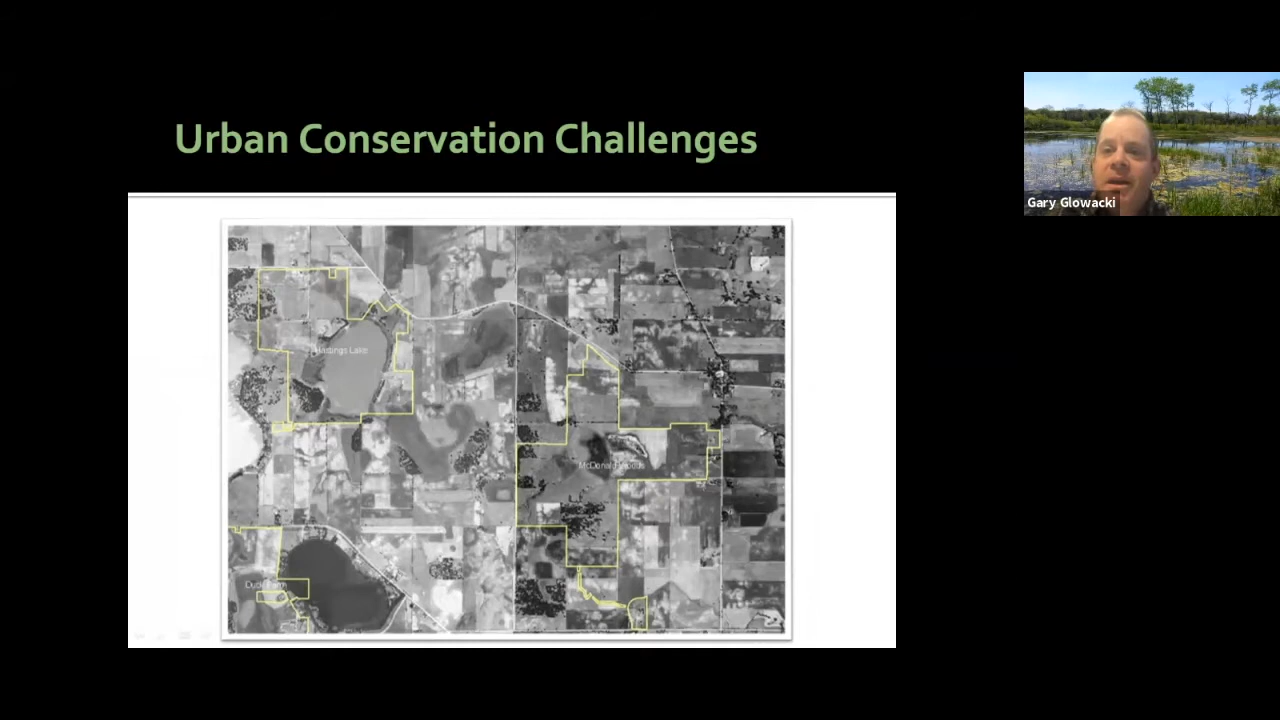 Urban Conservation Challenges
Gary Glowacki
Hastings Lake
McDonald Woods
Duck Farm